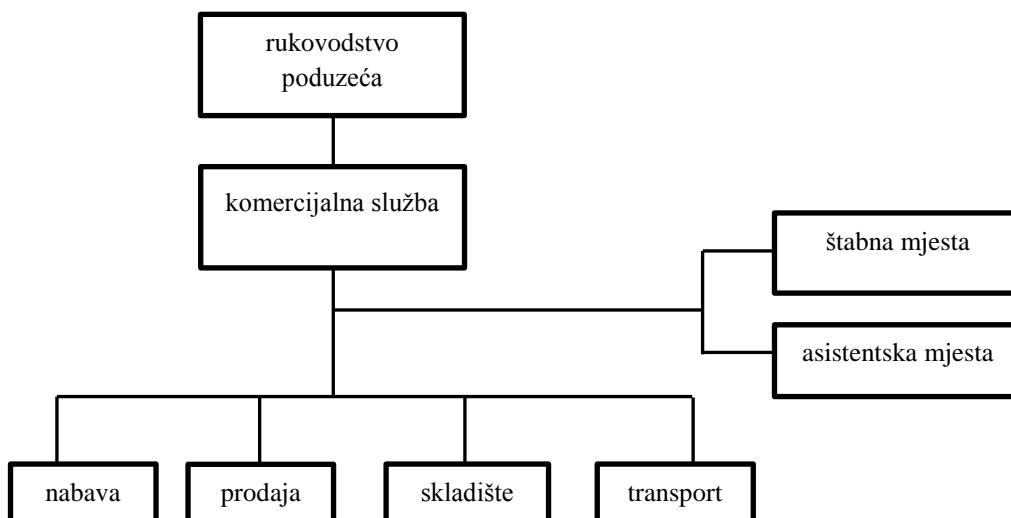 rukovodstvo
poduzeća
komercijalna služba
štabna mjesta
asistentska mjesta
nabava
prodaja
skladište
transport